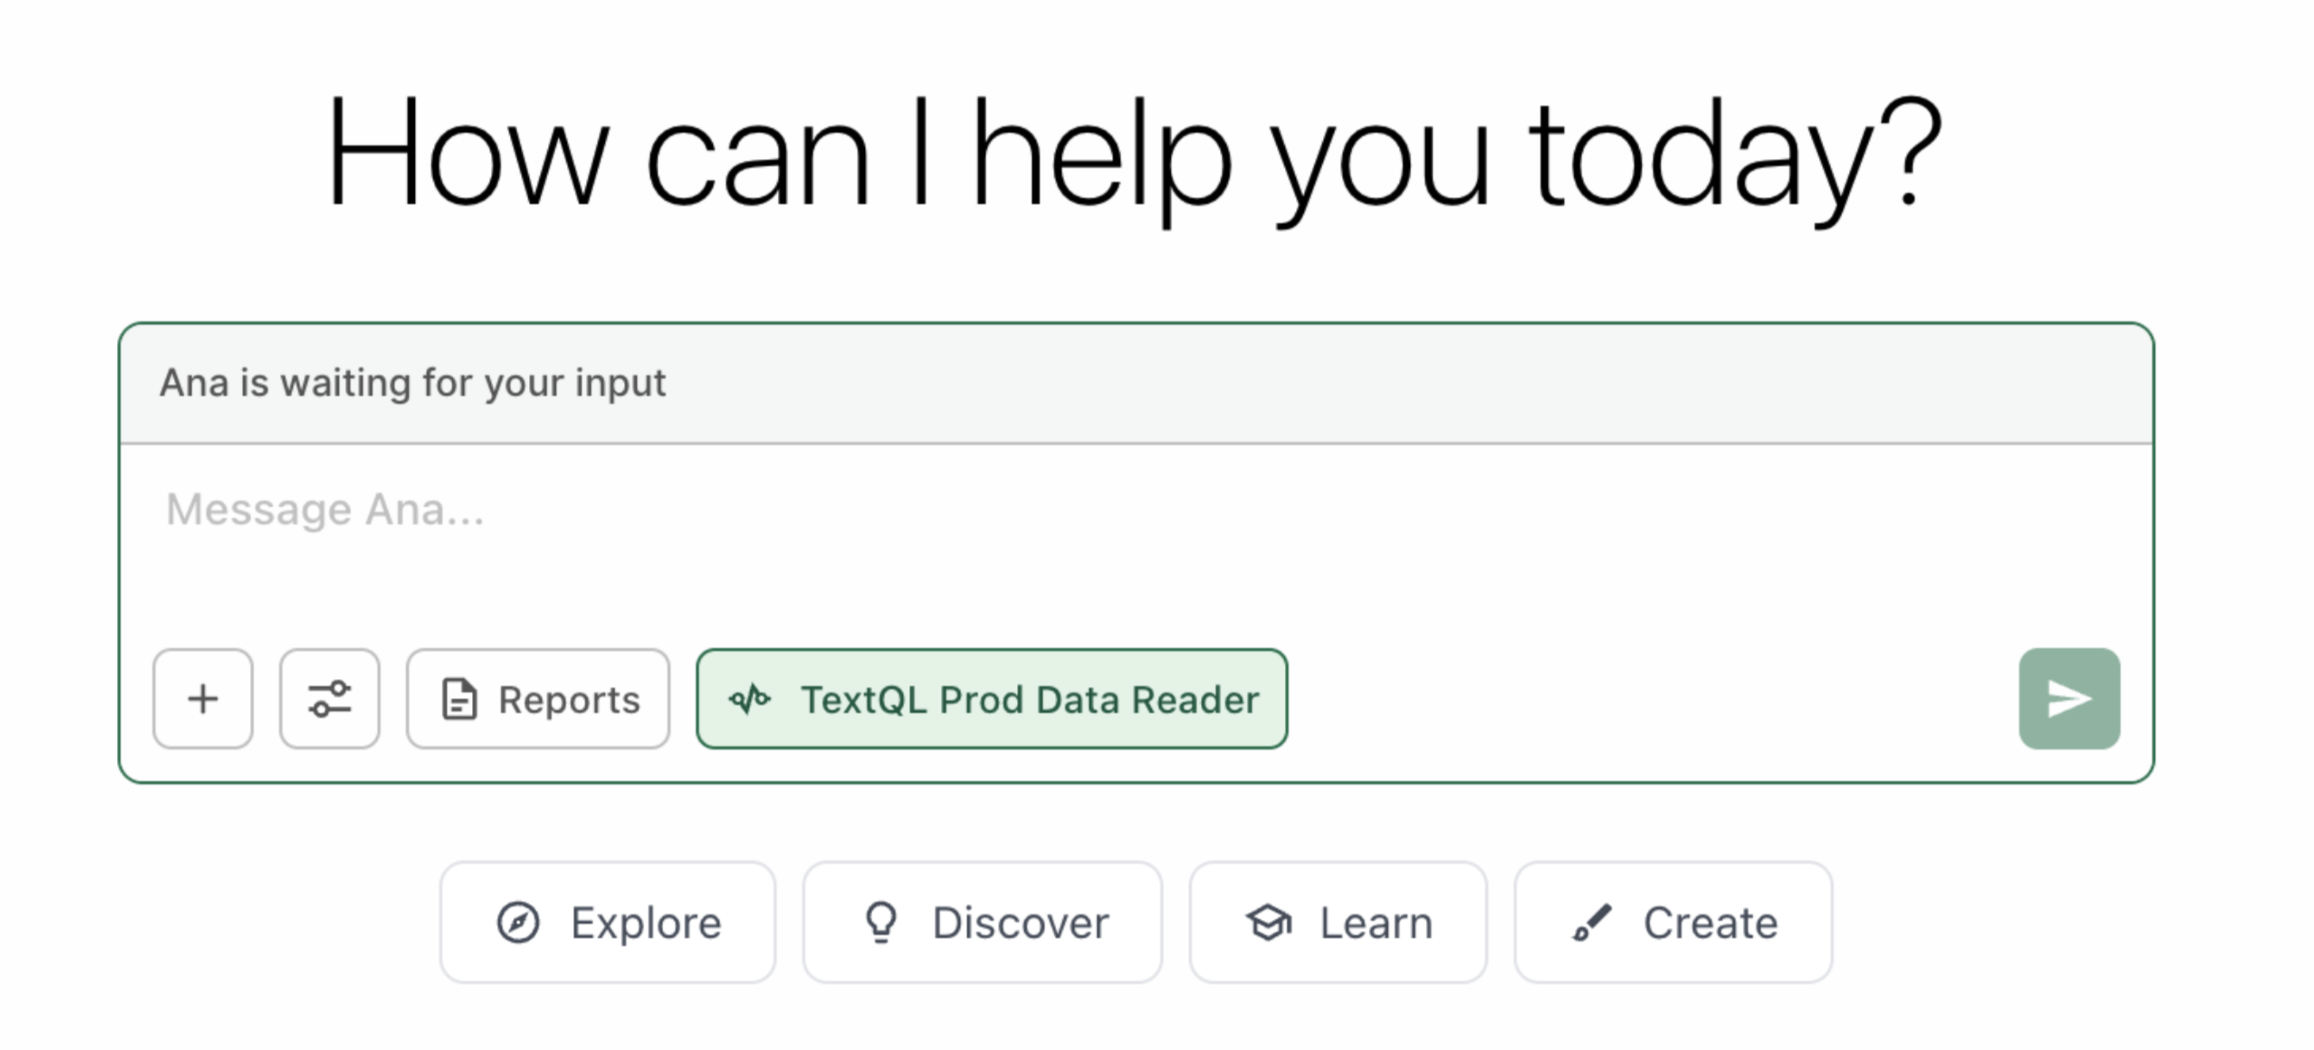 How can I help you today?
Ana is waiting for your input
Message Ana...
Reports
TextQL Prod Data Reader
Explore
Discover
Learn
Create